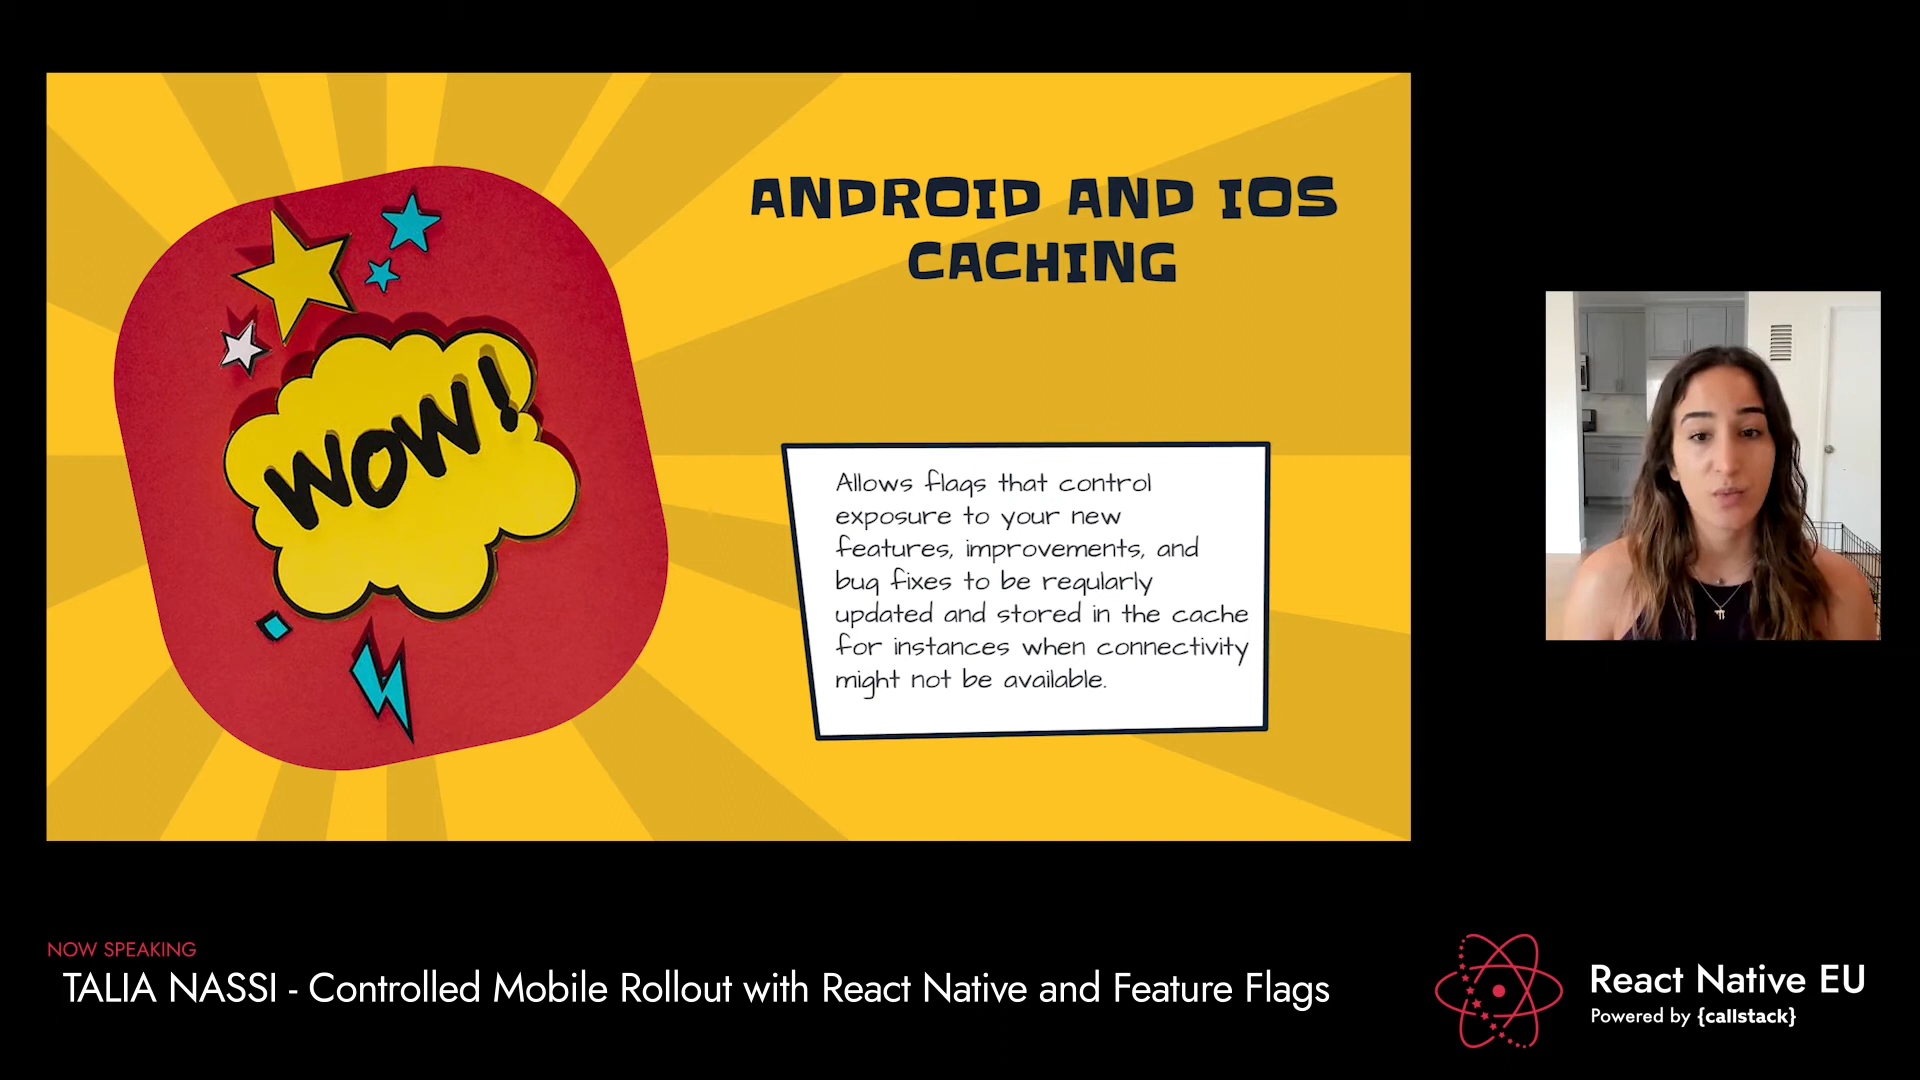 ANDROID AND IOS
CACHING
WOW!
Allows flags that control
exposure to your new
features, improvements, and
bug fixes to be regularly
updated and stored in the cache
for instances when connectivity
might not be available.
NOW SPEAKING
TALIA NASSI - Controlled Mobile Rollout with React Native and Feature Flags
React Native EU
Powered by {callstack}